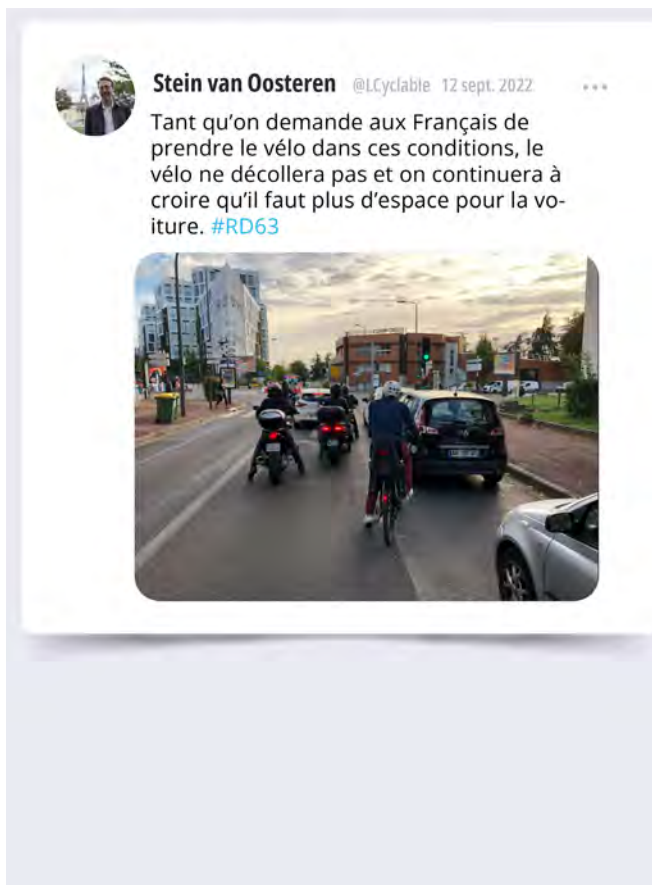 Stein van Oosteren @LCyclable 12 sept. 2022
Tant qu’on demande aux Français de
prendre le vélo dans ces conditions, le
vélo ne décollera pas et on continuera à
croire qu’il faut plus d’espace pour la vo-
iture. #RD63